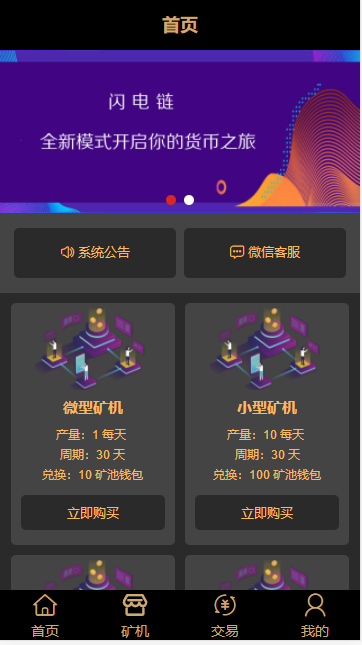 首页
闪电链
全新模式开启你的货币之旅
系统公告
微信客服
微型矿机
产量：1 每天
周期：30 天
兑换：10 矿池钱包
立即购买
小型矿机
产量：10 每天
周期：30 天
兑换：100 矿池钱包
立即购买
首页
矿机
交易
我的